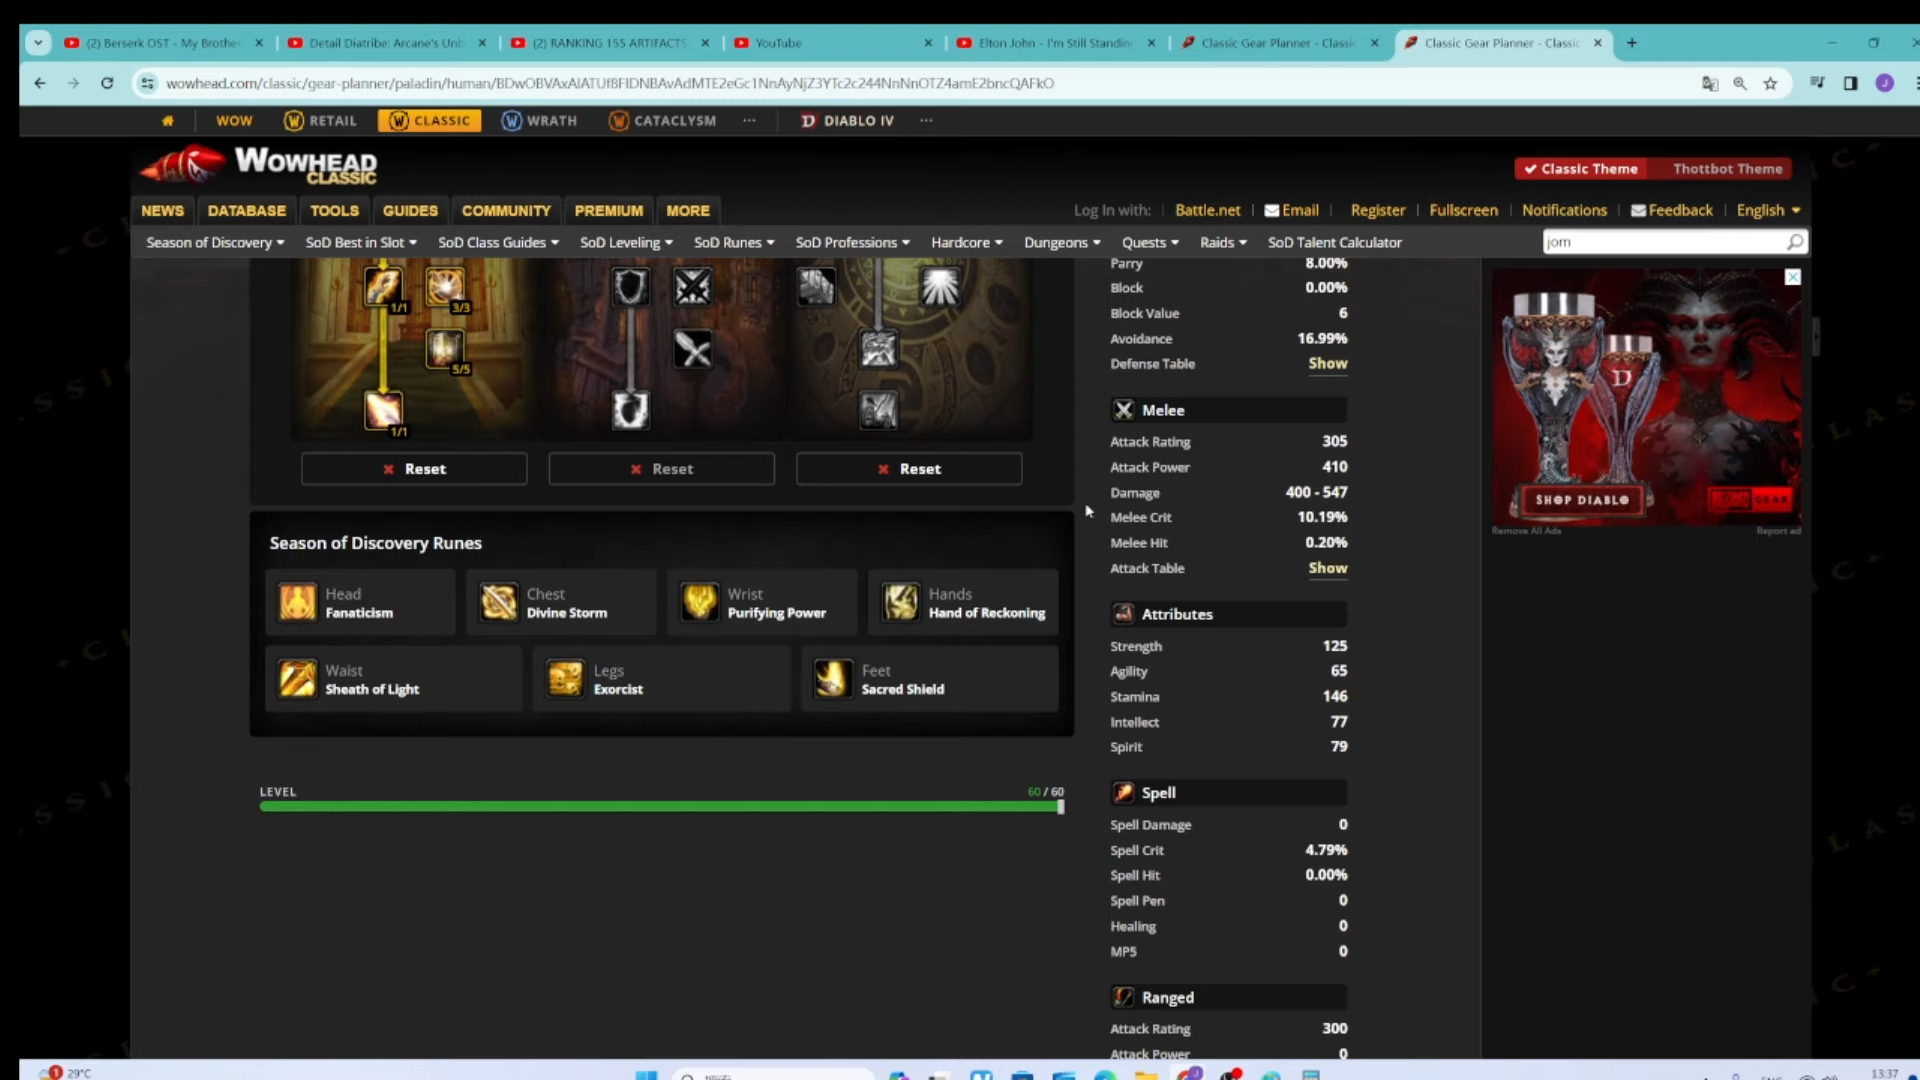 (2) Berserk OST - My Brother
Detail Diatribe: Arcane's Unb
(2) RANKING 155 ARTIFACTS
YouTube
Elton John - I'm Still Standing
Classic Gear Planner - Classic
Classic Gear Planner - Classic
wowhead.com/classic/gear-planner/paladin/human/BDwOBVAxAIATUf8FIDNBAvAdMTE2eGc1NnAyNjZ3YTc2c244NnNnOTZ4amE2bncQAFkO
WOW RETAIL CLASSIC WRATH CATACLYSM ... DIABLO IV ...
WOWHEAD
CLASSIC
Classic Theme Thottbot Theme
NEWS DATABASE TOOLS GUIDES COMMUNITY PREMIUM MORE
Log In with: Battle.net Email Register Fullscreen Notifications Feedback English
Season of Discovery SoD Best in Slot SoD Class Guides SoD Leveling SoD Runes SoD Professions Hardcore Dungeons Quests Raids SoD Talent Calculator
jom
1/1 3/3
5/5
1/1
Reset Reset Reset
Season of Discovery Runes
Head
Fanaticism
Chest
Divine Storm
Wrist
Purifying Power
Hands
Hand of Reckoning
Waist
Sheath of Light
Legs
Exorcist
Feet
Sacred Shield
LEVEL 60 / 60
Parry 8.00%
Block 0.00%
Block Value 6
Avoidance 16.99%
Defense Table Show
Melee
Attack Rating 305
Attack Power 410
Damage 400 - 547
Melee Crit 10.19%
Melee Hit 0.20%
Attack Table Show
Attributes
Strength 125
Agility 65
Stamina 146
Intellect 77
Spirit 79
Spell
Spell Damage 0
Spell Crit 4.79%
Spell Hit 0.00%
Spell Pen 0
Healing 0
MP5 0
Ranged
Attack Rating 300
Attack Power 0
SHOP DIABLO
BLIZZARD GEAR
Remove All Ads Report ad
1 29°C
13:37